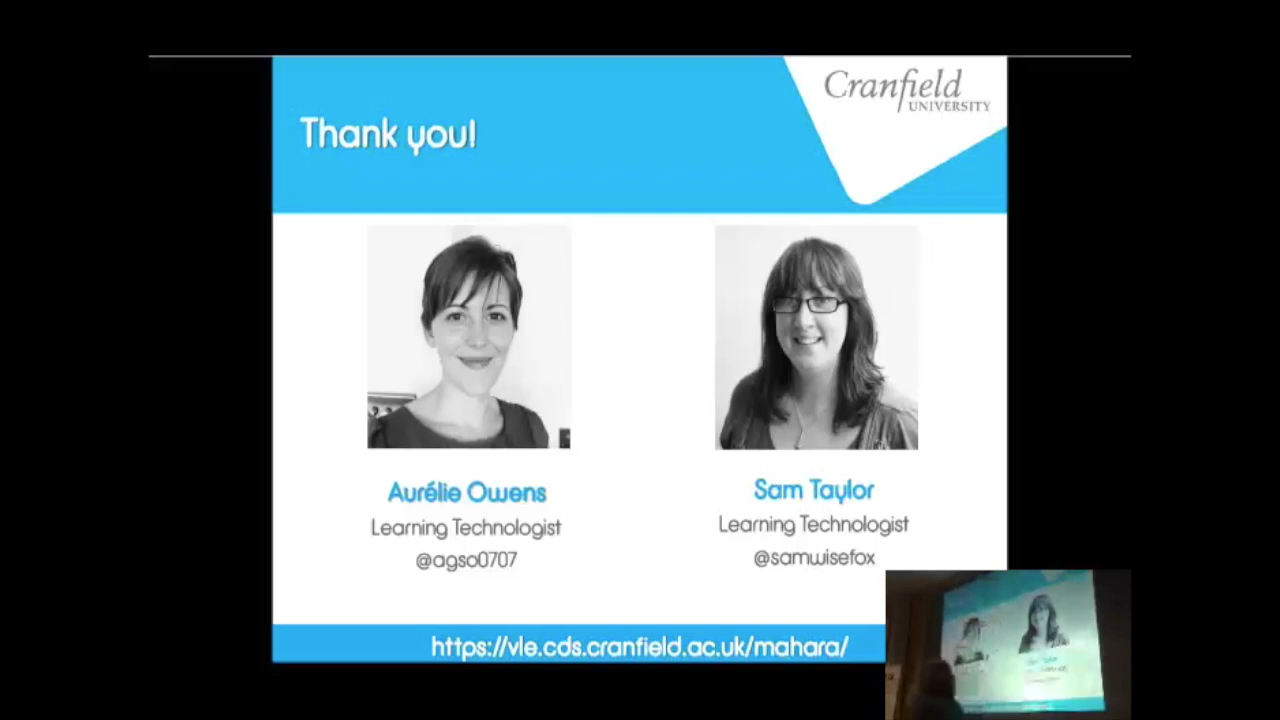 Cranfield
UNIVERSITY
Thank you!
Aurélie Owens
Learning Technologist
@agso0707
Sam Taylor
Learning Technologist
@samwisefox
https://vle.cds.cranfield.ac.uk/mahara/